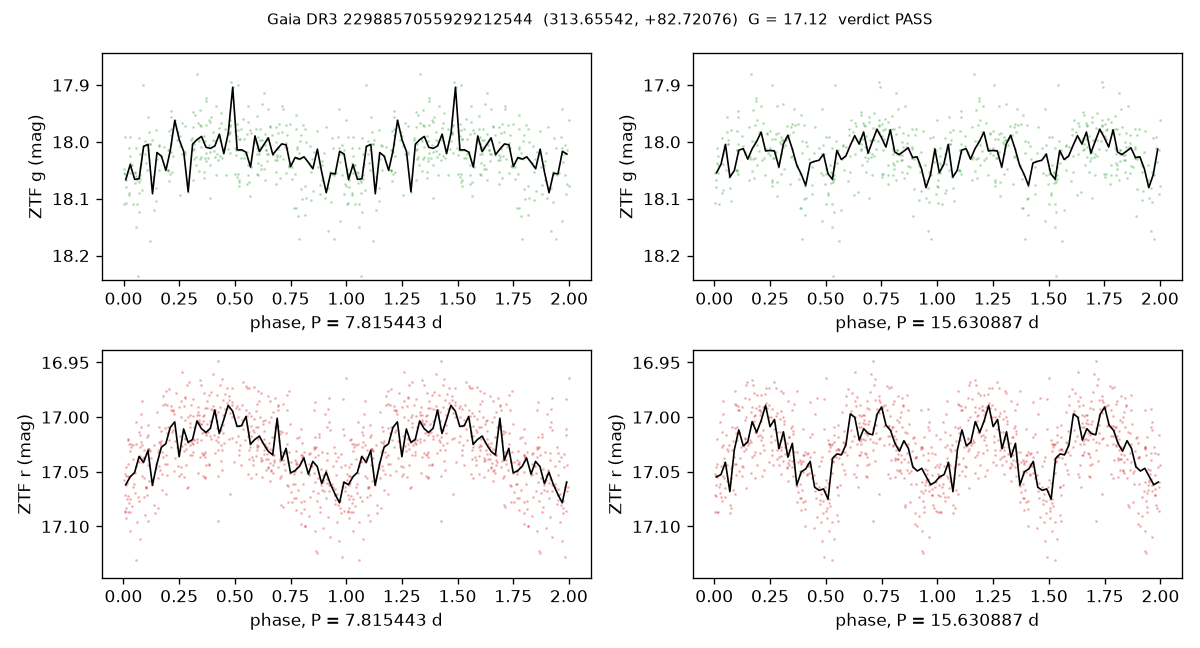 Gaia DR3 2298857055929212544 (313.65542, +82.72076) G = 17.12 verdict PASS
ZTF g (mag)
17.9
18.0
18.1
18.2
0.00 0.25 0.50 0.75 1.00 1.25 1.50 1.75 2.00
phase, P = 7.815443 d
ZTF g (mag)
17.9
18.0
18.1
18.2
0.00 0.25 0.50 0.75 1.00 1.25 1.50 1.75 2.00
phase, P = 15.630887 d
ZTF r (mag)
16.95
17.00
17.05
17.10
0.00 0.25 0.50 0.75 1.00 1.25 1.50 1.75 2.00
phase, P = 7.815443 d
ZTF r (mag)
16.95
17.00
17.05
17.10
0.00 0.25 0.50 0.75 1.00 1.25 1.50 1.75 2.00
phase, P = 15.630887 d